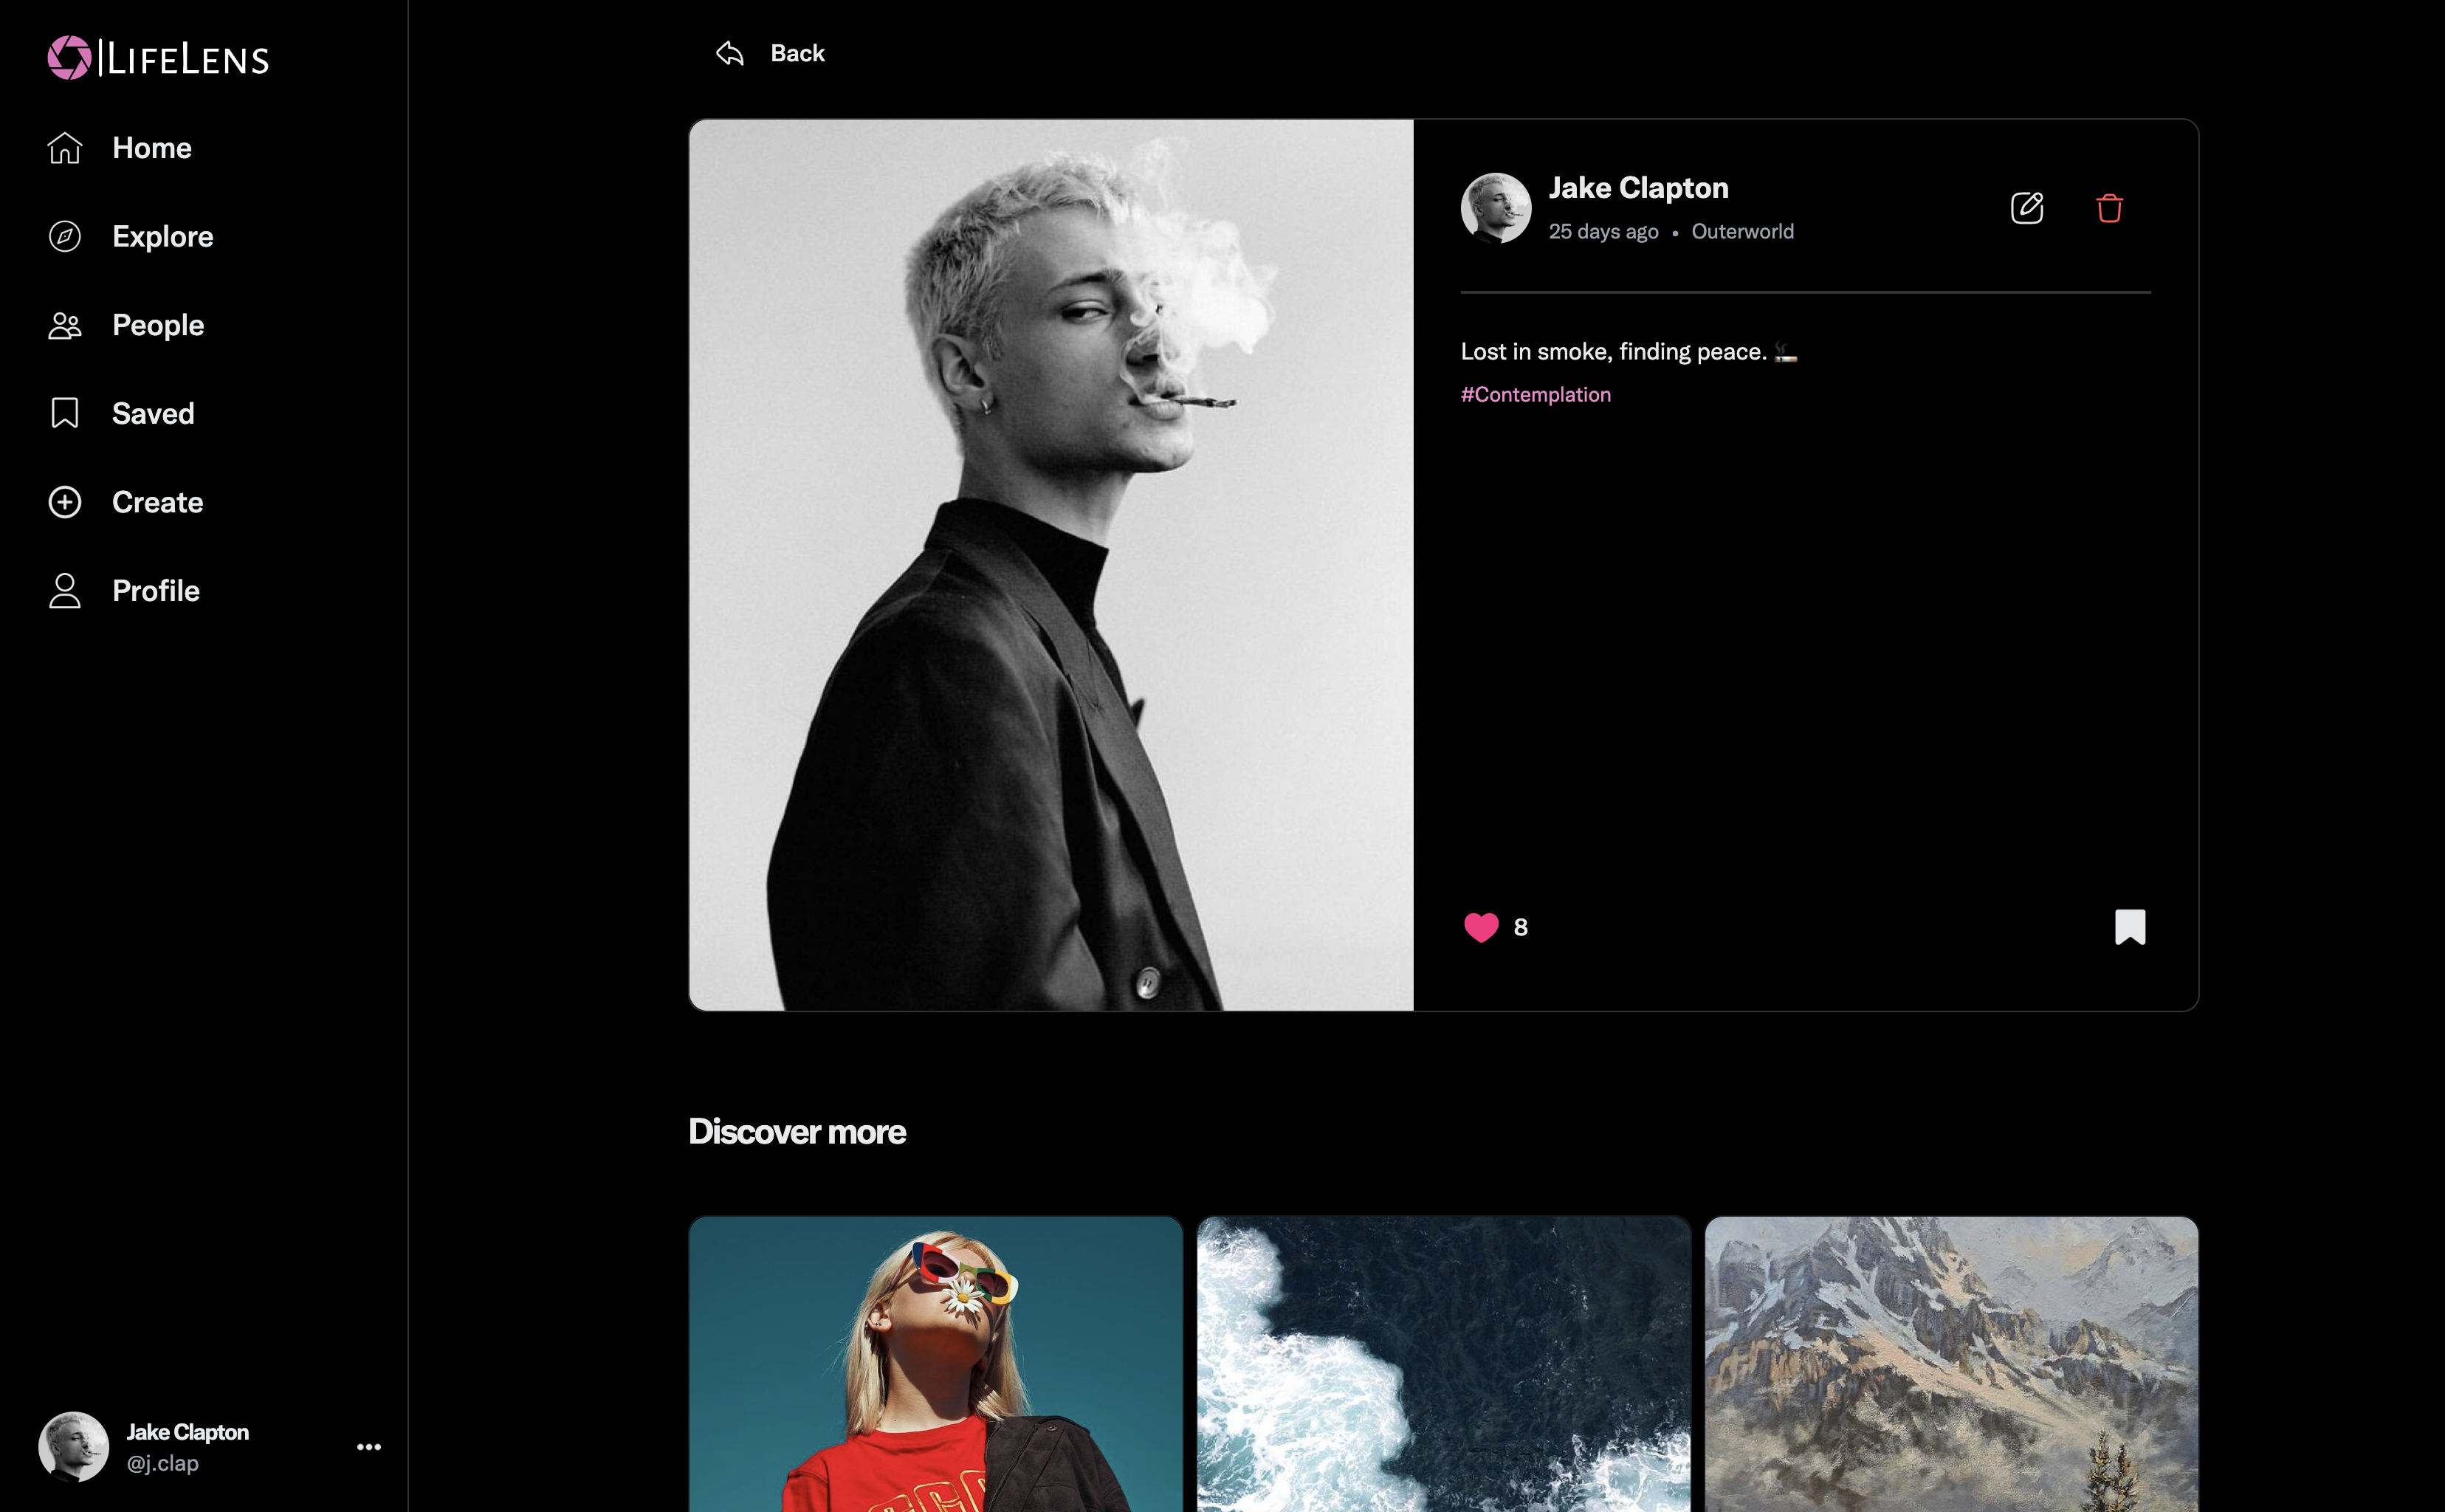 LIFELENS
Home
Explore
People
Saved
Create
Profile
Jake Clapton
@j.clap
Back
Jake Clapton
25 days ago • Outerworld
Lost in smoke, finding peace. 🚬
#Contemplation
8
Discover more